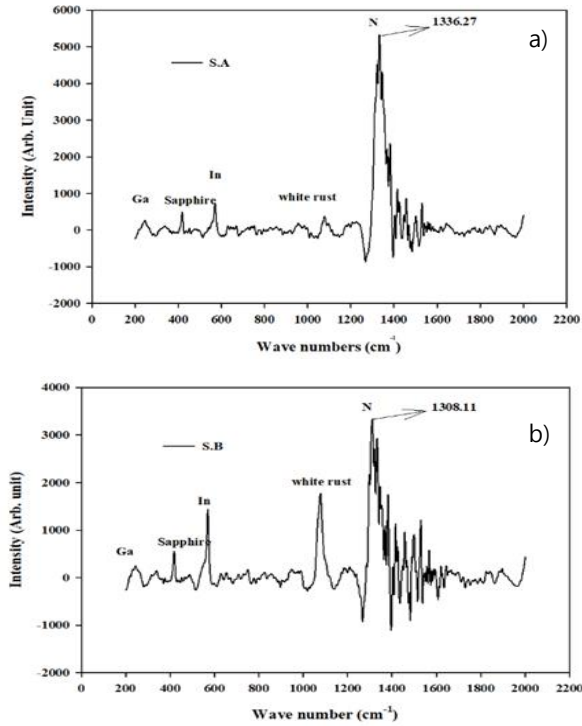 6000
N
1336.27
a)
5000
S.A
4000
Intensity (Arb. Unit)
3000
2000
In
1000
Ga
Sapphire
white rust
0
-1000
-2000
0 200 400 600 800 1000 1200 1400 1600 1800 2000 2200
Wave numbers (cm-1)
4000
N
1308.11
b)
3000
S.B
Intensity (Arb. unit)
2000
In
white rust
1000
Ga
Sapphire
0
-1000
-2000
0 200 400 600 800 1000 1200 1400 1600 1800 2000 2200
Wave number (cm-1)